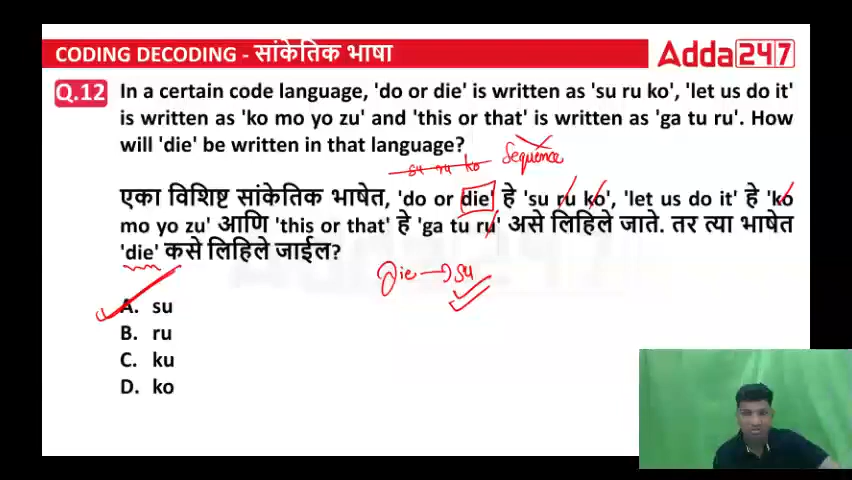 CODING DECODING - सांकेतिक भाषा
Adda247
Q.12 In a certain code language, 'do or die' is written as 'su ru ko', 'let us do it'
is written as 'ko mo yo zu' and 'this or that' is written as 'ga tu ru'. How
will 'die' be written in that language?
su ru ko Sequence
एका विशिष्ट सांकेतिक भाषेत, 'do or die' हे 'su ru ko', 'let us do it' हे 'ko
mo yo zu' आणि 'this or that' हे 'ga tu ru' असे लिहिले जाते. तर त्या भाषेत
'die' कसे लिहिले जाईल?
Die → su
A. su
B. ru
C. ku
D. ko